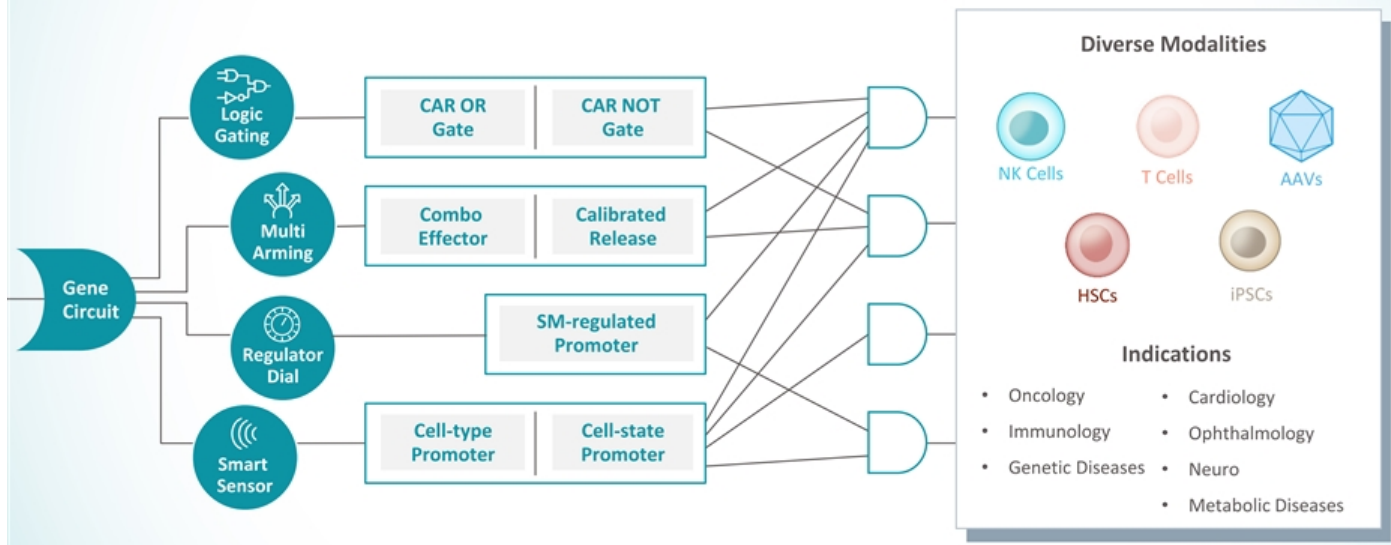 Gene
Circuit
Logic
Gating
CAR OR
Gate
CAR NOT
Gate
Multi
Arming
Combo
Effector
Calibrated
Release
Regulator
Dial
SM-regulated
Promoter
Smart
Sensor
Cell-type
Promoter
Cell-state
Promoter
Diverse Modalities
NK Cells
T Cells
AAVs
HSCs
iPSCs
Indications
• Oncology
• Immunology
• Genetic Diseases
• Cardiology
• Ophthalmology
• Neuro
• Metabolic Diseases